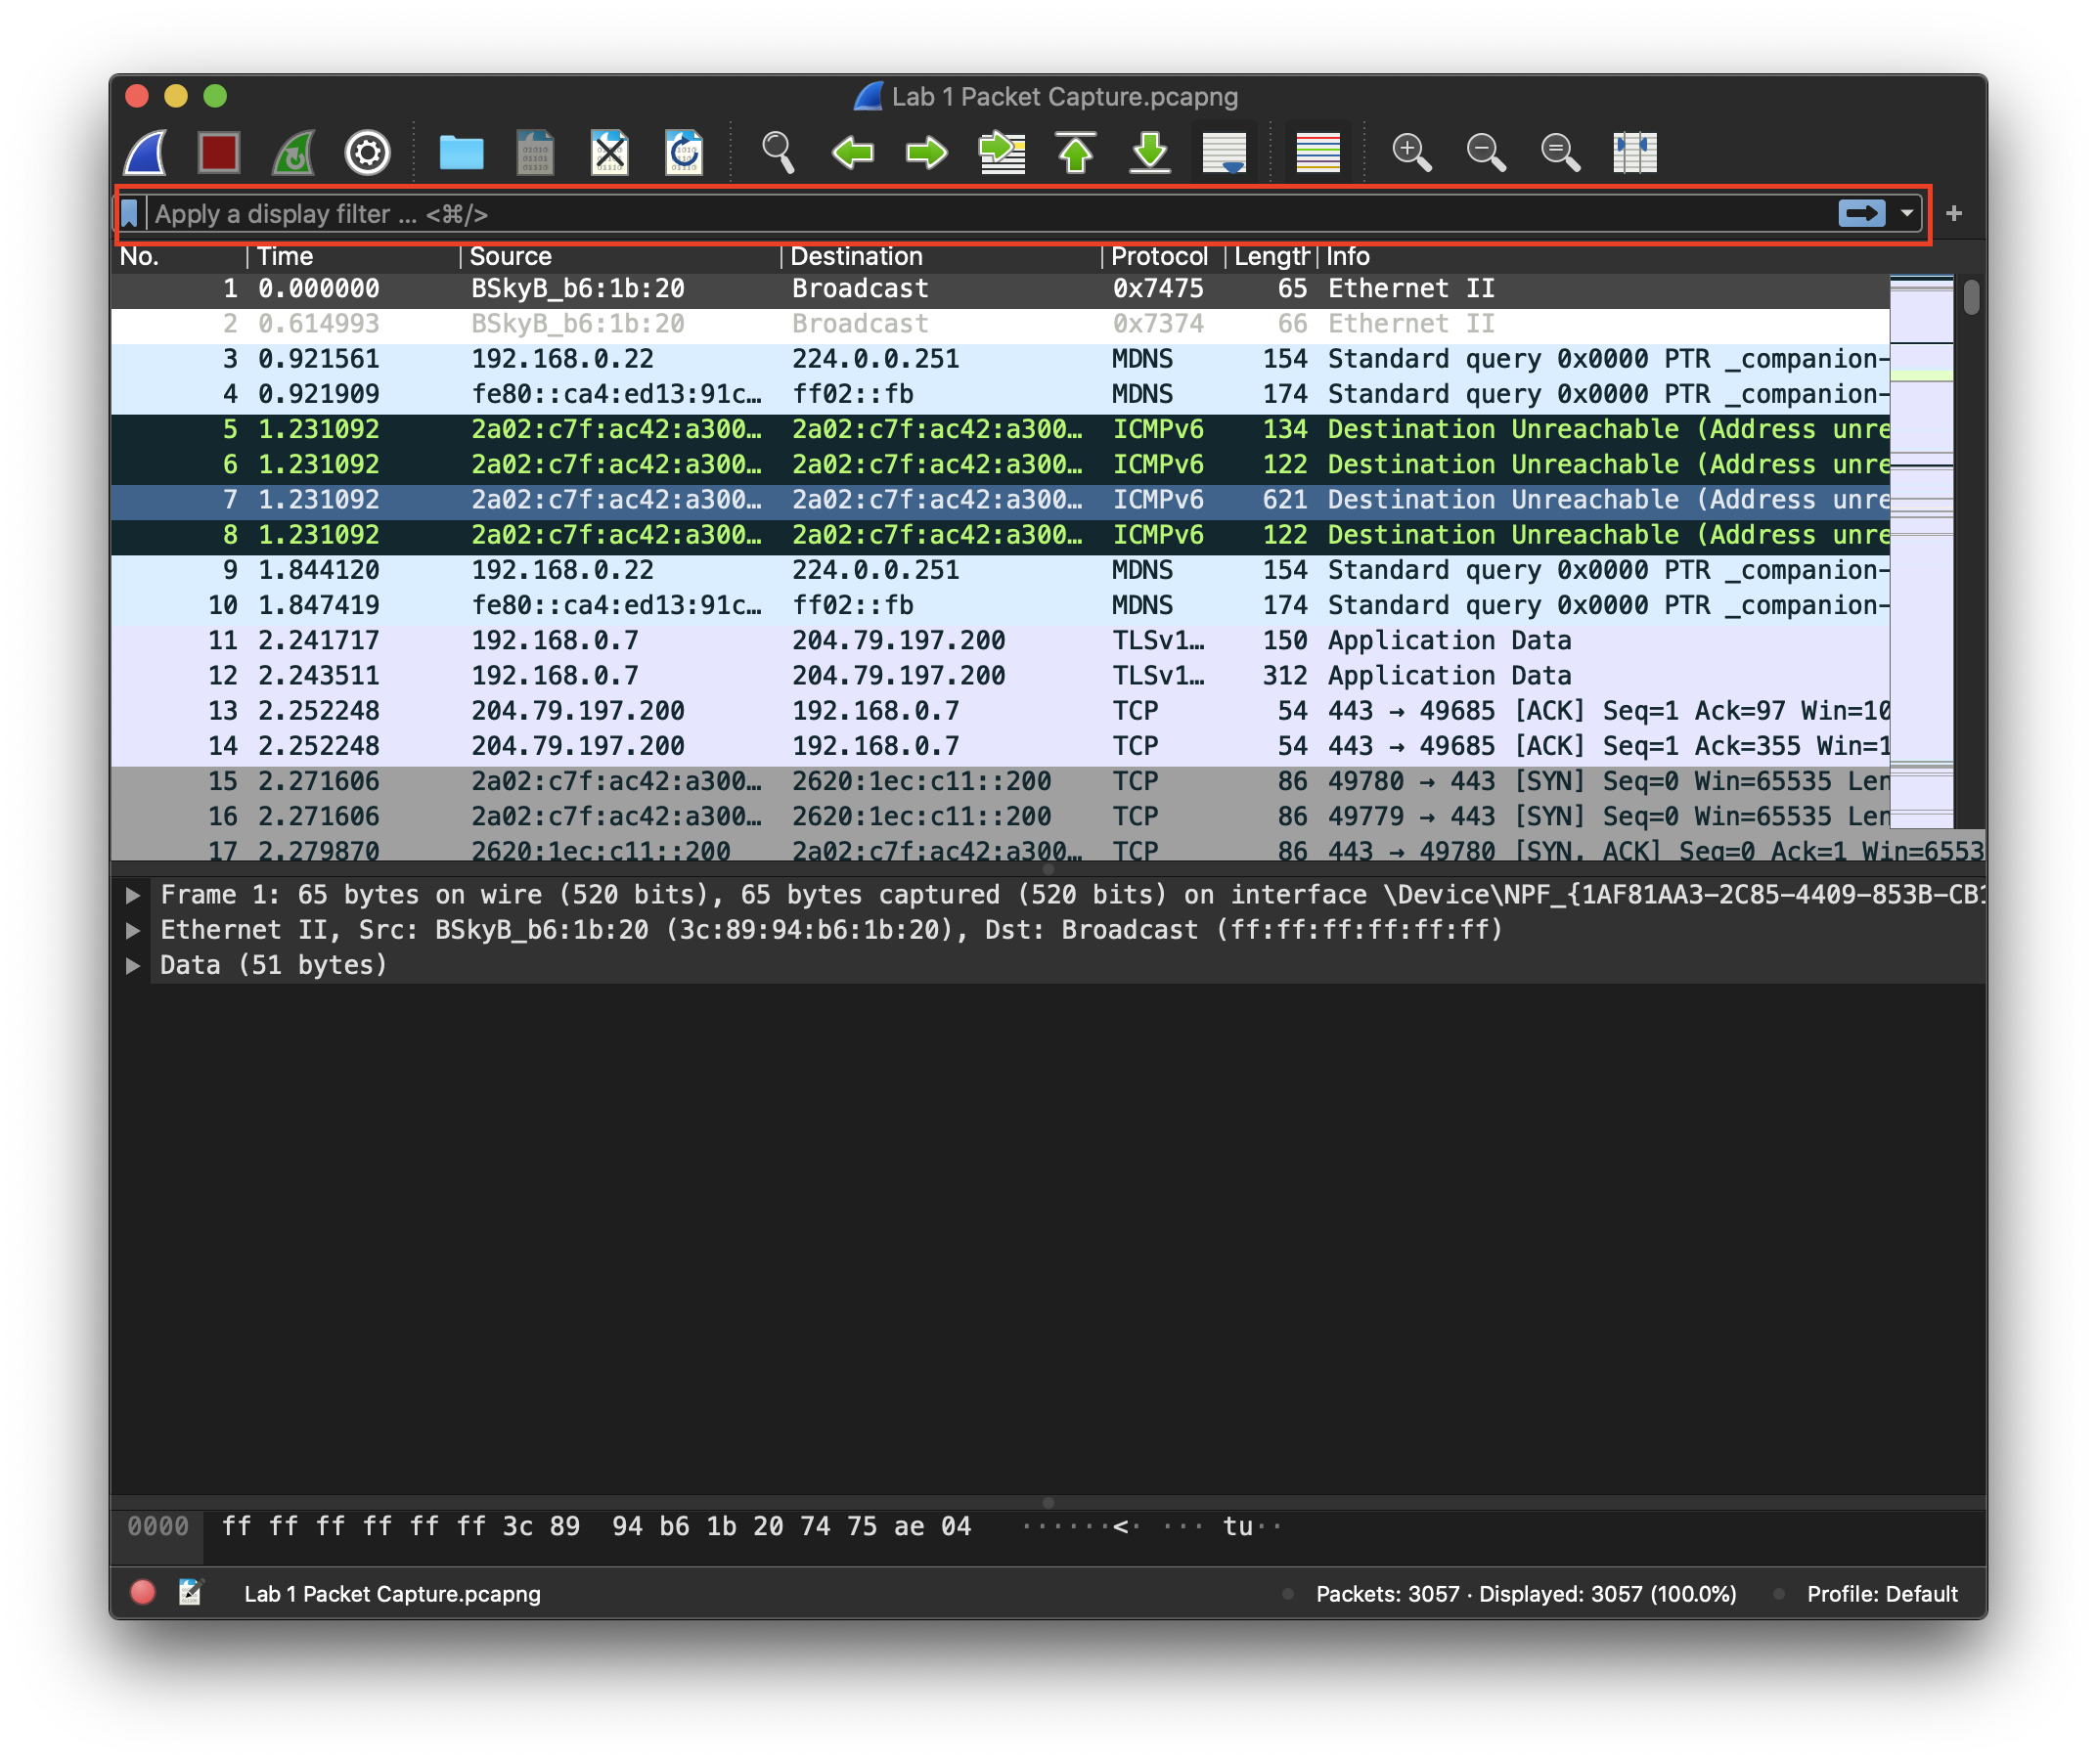 Lab 1 Packet Capture.pcapng
Apply a display filter ... <⌘/>
No. Time Source Destination Protocol Length Info
1 0.000000 BSkyB_b6:1b:20 Broadcast 0x7475 65 Ethernet II
2 0.614993 BSkyB_b6:1b:20 Broadcast 0x7374 66 Ethernet II
3 0.921561 192.168.0.22 224.0.0.251 MDNS 154 Standard query 0x0000 PTR _companion-
4 0.921909 fe80::ca4:ed13:91c… ff02::fb MDNS 174 Standard query 0x0000 PTR _companion-
5 1.231092 2a02:c7f:ac42:a300… 2a02:c7f:ac42:a300… ICMPv6 134 Destination Unreachable (Address unre
6 1.231092 2a02:c7f:ac42:a300… 2a02:c7f:ac42:a300… ICMPv6 122 Destination Unreachable (Address unre
7 1.231092 2a02:c7f:ac42:a300… 2a02:c7f:ac42:a300… ICMPv6 621 Destination Unreachable (Address unre
8 1.231092 2a02:c7f:ac42:a300… 2a02:c7f:ac42:a300… ICMPv6 122 Destination Unreachable (Address unre
9 1.844120 192.168.0.22 224.0.0.251 MDNS 154 Standard query 0x0000 PTR _companion-
10 1.847419 fe80::ca4:ed13:91c… ff02::fb MDNS 174 Standard query 0x0000 PTR _companion-
11 2.241717 192.168.0.7 204.79.197.200 TLSv1… 150 Application Data
12 2.243511 192.168.0.7 204.79.197.200 TLSv1… 312 Application Data
13 2.252248 204.79.197.200 192.168.0.7 TCP 54 443 → 49685 [ACK] Seq=1 Ack=97 Win=10
14 2.252248 204.79.197.200 192.168.0.7 TCP 54 443 → 49685 [ACK] Seq=1 Ack=355 Win=1
15 2.271606 2a02:c7f:ac42:a300… 2620:1ec:c11::200 TCP 86 49780 → 443 [SYN] Seq=0 Win=65535 Len
16 2.271606 2a02:c7f:ac42:a300… 2620:1ec:c11::200 TCP 86 49779 → 443 [SYN] Seq=0 Win=65535 Len
17 2.279870 2620:1ec:c11::200 2a02:c7f:ac42:a300… TCP 86 443 → 49780 [SYN, ACK] Seq=0 Ack=1 Win=6553
Frame 1: 65 bytes on wire (520 bits), 65 bytes captured (520 bits) on interface \Device\NPF_{1AF81AA3-2C85-4409-853B-CB1
Ethernet II, Src: BSkyB_b6:1b:20 (3c:89:94:b6:1b:20), Dst: Broadcast (ff:ff:ff:ff:ff:ff)
Data (51 bytes)
0000 ff ff ff ff ff ff 3c 89 94 b6 1b 20 74 75 ae 04 ······<· ··· tu··
Lab 1 Packet Capture.pcapng Packets: 3057 · Displayed: 3057 (100.0%) Profile: Default